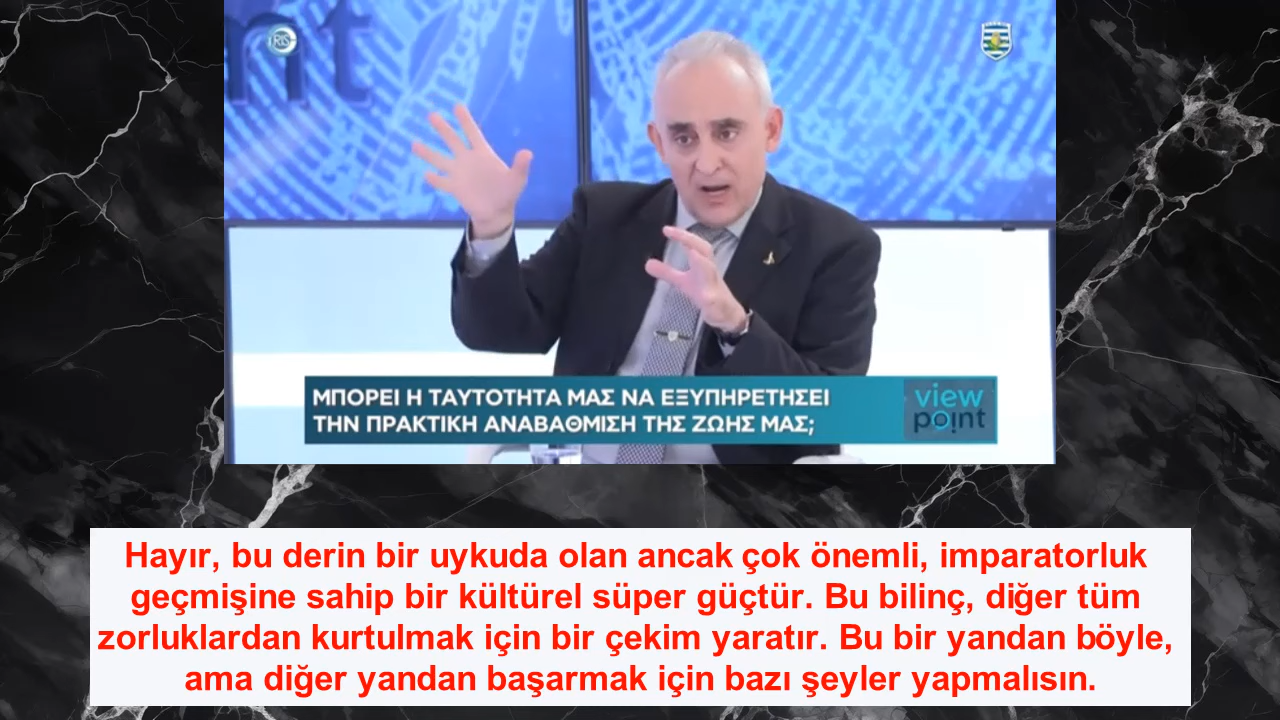 nt
IRIS
ΜΠΟΡΕΙ Η ΤΑΥΤΟΤΗΤΑ ΜΑΣ ΝΑ ΕΞΥΠΗΡΕΤΗΣΕΙ
ΤΗΝ ΠΡΑΚΤΙΚΗ ΑΝΑΒΑΘΜΙΣΗ ΤΗΣ ΖΩΗΣ ΜΑΣ;
view
point
Hayır, bu derin bir uykuda olan ancak çok önemli, imparatorluk
geçmişine sahip bir kültürel süper güçtür. Bu bilinç, diğer tüm
zorluklardan kurtulmak için bir çekim yaratır. Bu bir yandan böyle,
ama diğer yandan başarmak için bazı şeyler yapmalısın.